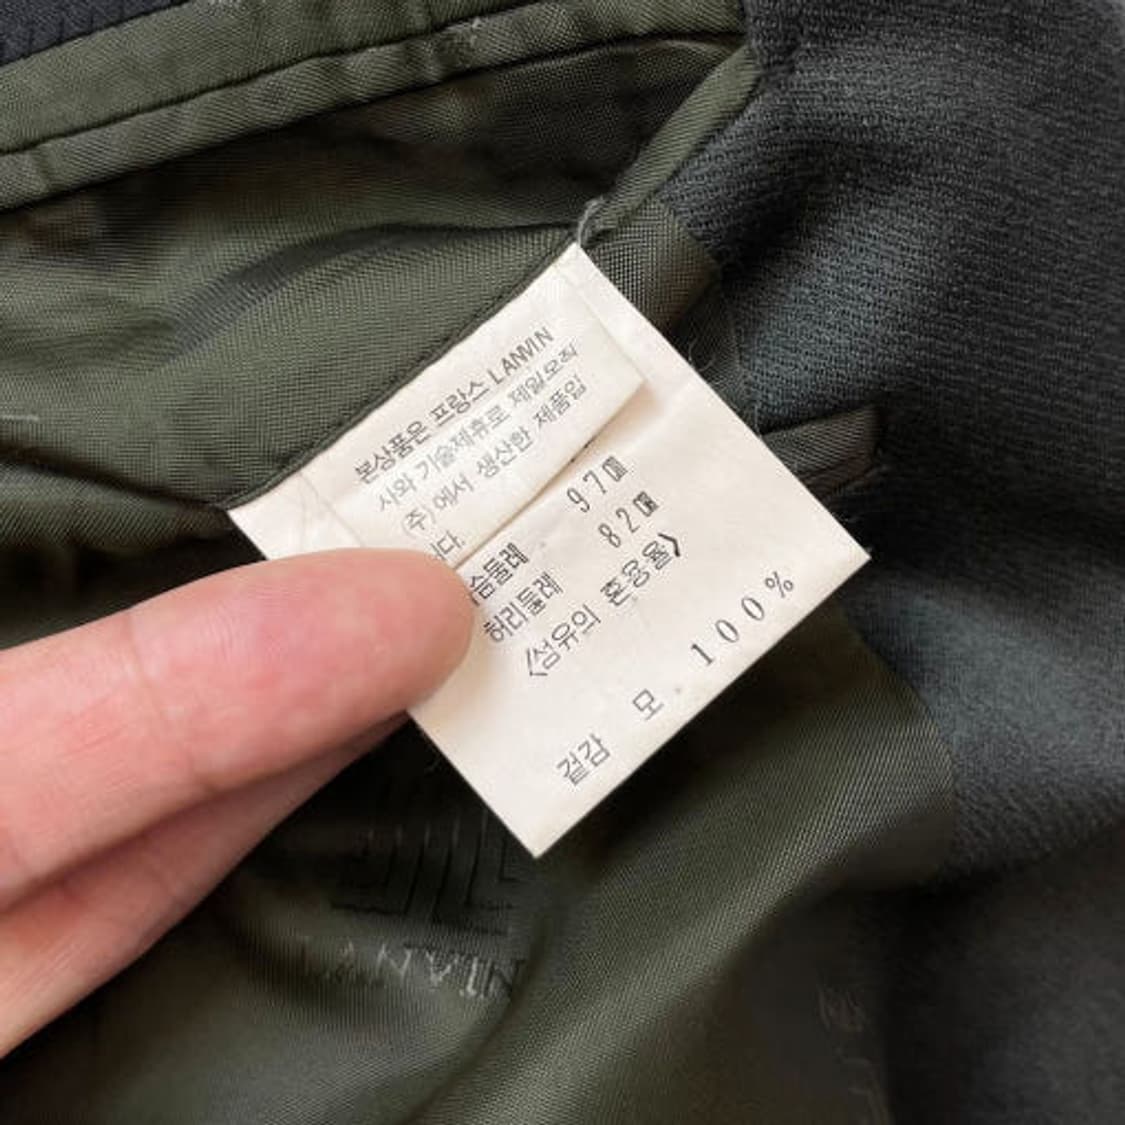 본상품은 프랑스 LANVIN
사와 기술제휴로 제일모직
(주)에서 생산한 제품입
니다.
슴둘레 97㎝
허리둘레 82㎝
<섬유의 혼용율>
겉감 모 100%
LANVIN